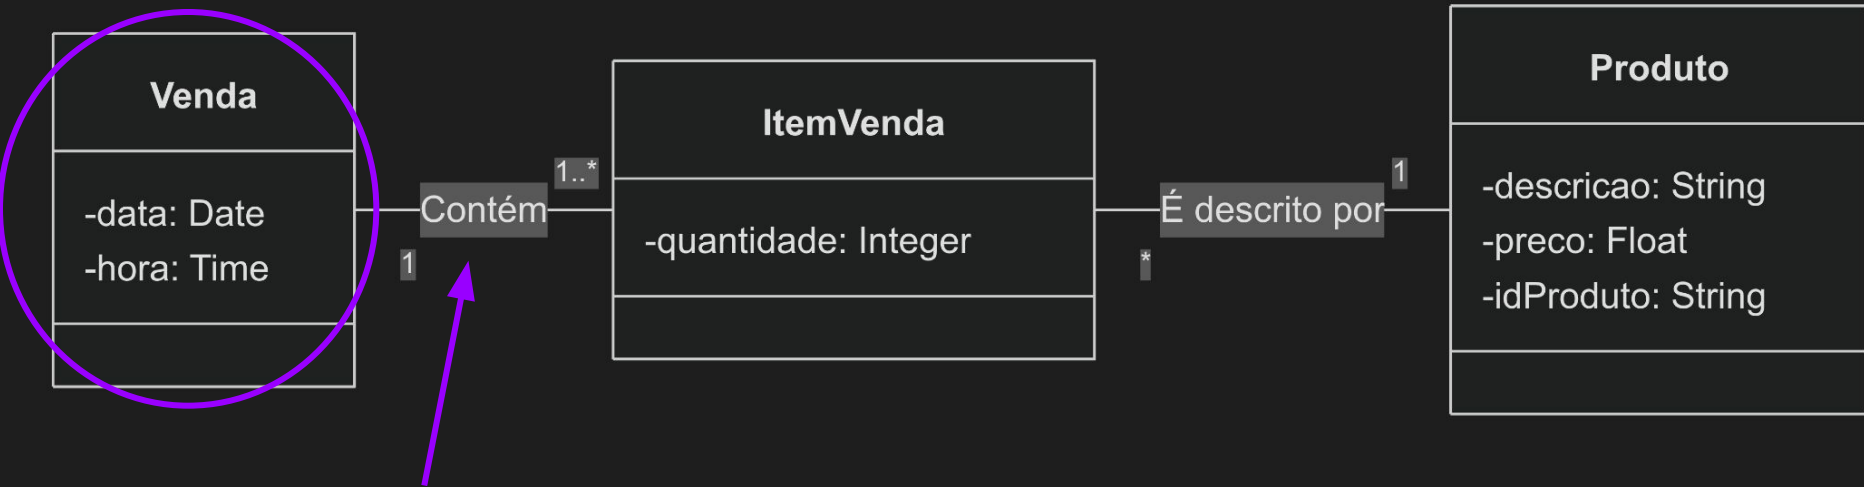 Venda
-data: Date
-hora: Time
1
Contém
1..*
ItemVenda
-quantidade: Integer
*
É descrito por
1
Produto
-descricao: String
-preco: Float
-idProduto: String